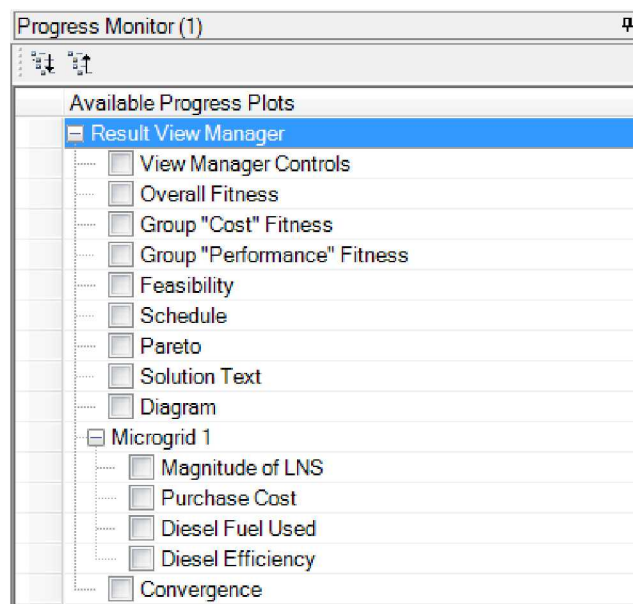 Progress Monitor (1)
Available Progress Plots
Result View Manager
View Manager Controls
Overall Fitness
Group "Cost" Fitness
Group "Performance" Fitness
Feasibility
Schedule
Pareto
Solution Text
Diagram
Microgrid 1
Magnitude of LNS
Purchase Cost
Diesel Fuel Used
Diesel Efficiency
Convergence